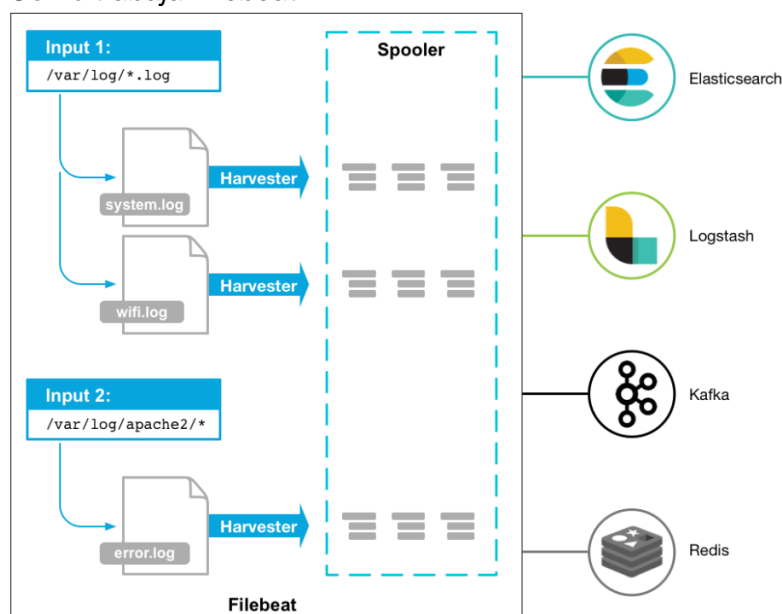 Input 1:
/var/log/*.log
Spooler
system.log
Harvester
wifi.log
Harvester
Input 2:
/var/log/apache2/*
error.log
Harvester
Filebeat
Elasticsearch
Logstash
Kafka
Redis